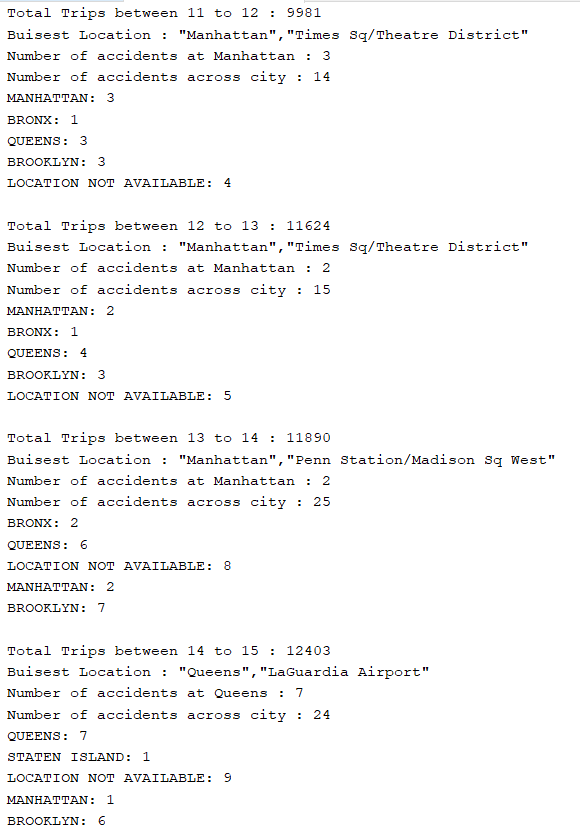 Total Trips between 11 to 12 : 9981
Buisest Location : "Manhattan","Times Sq/Theatre District"
Number of accidents at Manhattan : 3
Number of accidents across city : 14
MANHATTAN: 3
BRONX: 1
QUEENS: 3
BROOKLYN: 3
LOCATION NOT AVAILABLE: 4

Total Trips between 12 to 13 : 11624
Buisest Location : "Manhattan","Times Sq/Theatre District"
Number of accidents at Manhattan : 2
Number of accidents across city : 15
MANHATTAN: 2
BRONX: 1
QUEENS: 4
BROOKLYN: 3
LOCATION NOT AVAILABLE: 5

Total Trips between 13 to 14 : 11890
Buisest Location : "Manhattan","Penn Station/Madison Sq West"
Number of accidents at Manhattan : 2
Number of accidents across city : 25
BRONX: 2
QUEENS: 6
LOCATION NOT AVAILABLE: 8
MANHATTAN: 2
BROOKLYN: 7

Total Trips between 14 to 15 : 12403
Buisest Location : "Queens","LaGuardia Airport"
Number of accidents at Queens : 7
Number of accidents across city : 24
QUEENS: 7
STATEN ISLAND: 1
LOCATION NOT AVAILABLE: 9
MANHATTAN: 1
BROOKLYN: 6